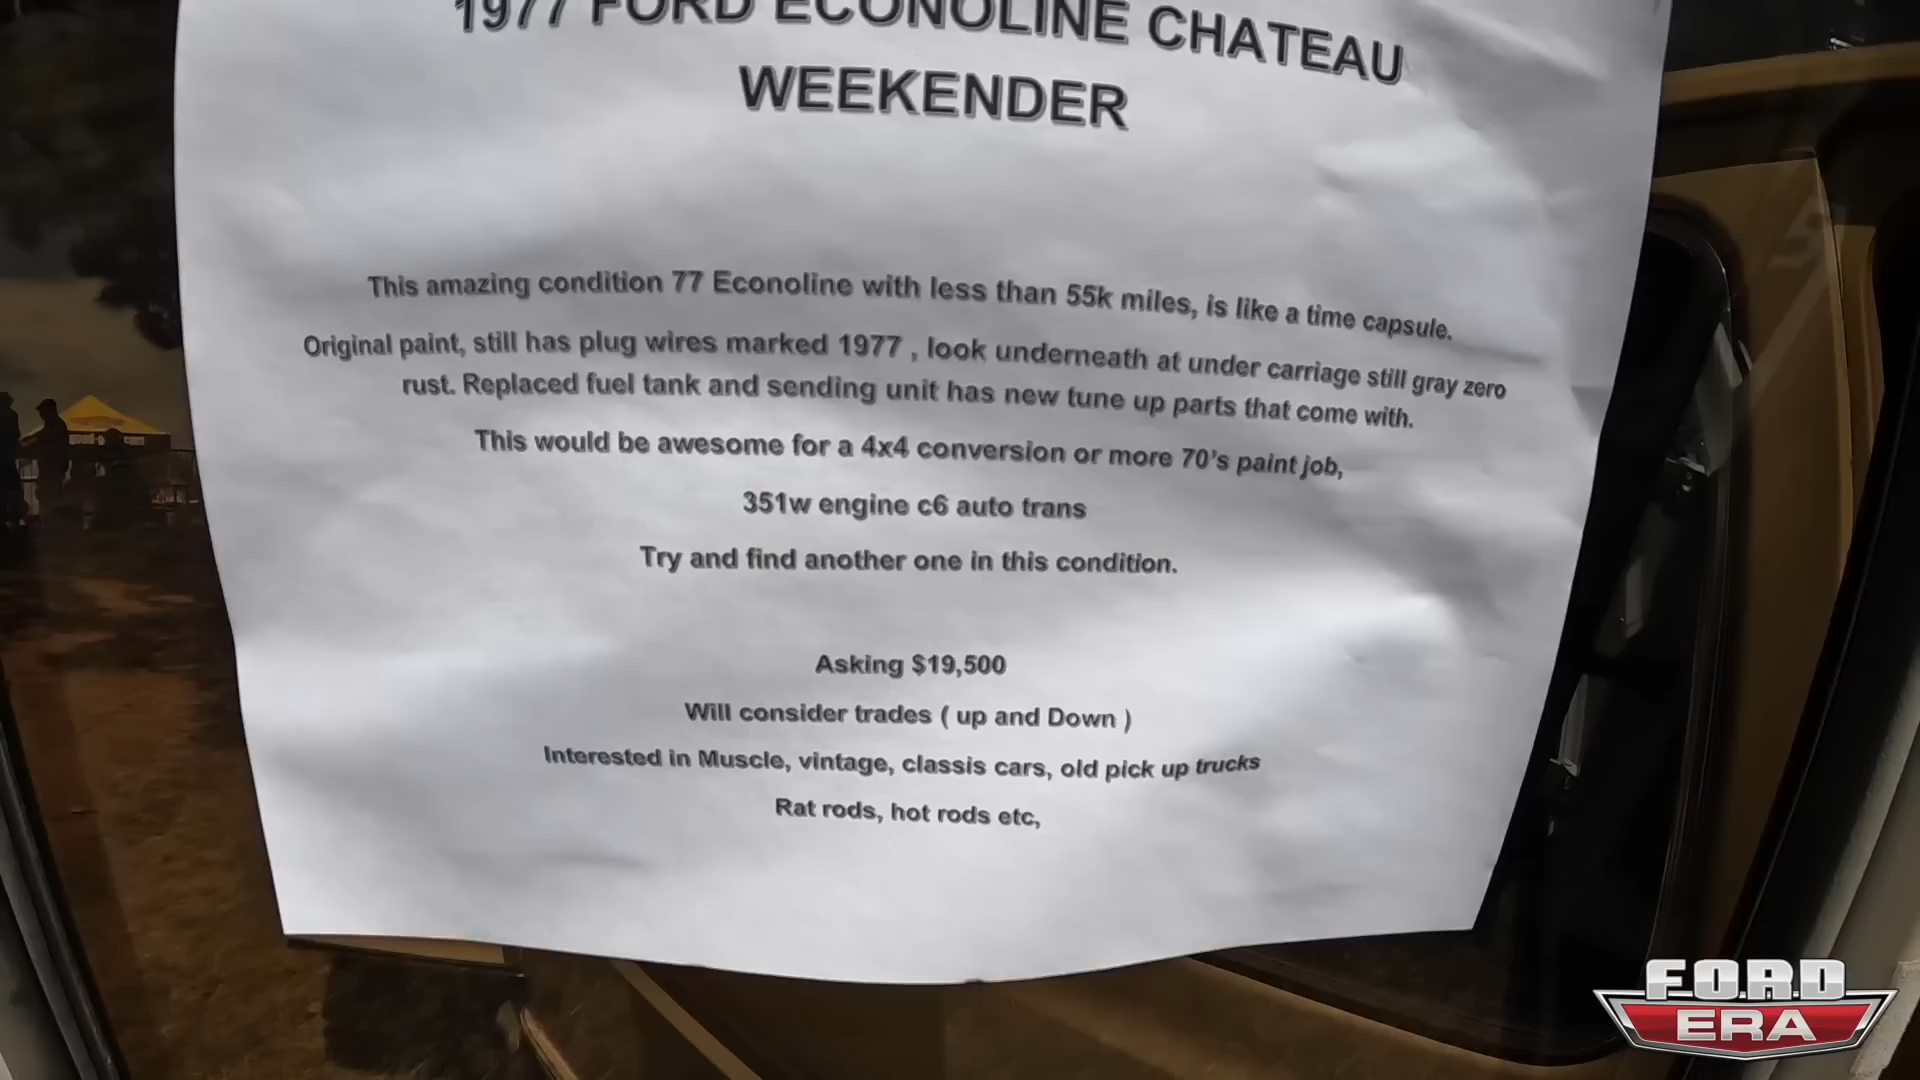 1977 FORD ECONOLINE CHATEAU
WEEKENDER
This amazing condition 77 Econoline with less than 55k miles, is like a time capsule.
Original paint, still has plug wires marked 1977 , look underneath at under carriage still gray zero
rust. Replaced fuel tank and sending unit has new tune up parts that come with.
This would be awesome for a 4x4 conversion or more 70's paint job,
351w engine c6 auto trans
Try and find another one in this condition.
Asking $19,500
Will consider trades ( up and Down )
Interested in Muscle, vintage, classis cars, old pick up trucks
Rat rods, hot rods etc,
F.O.R.D
ERA